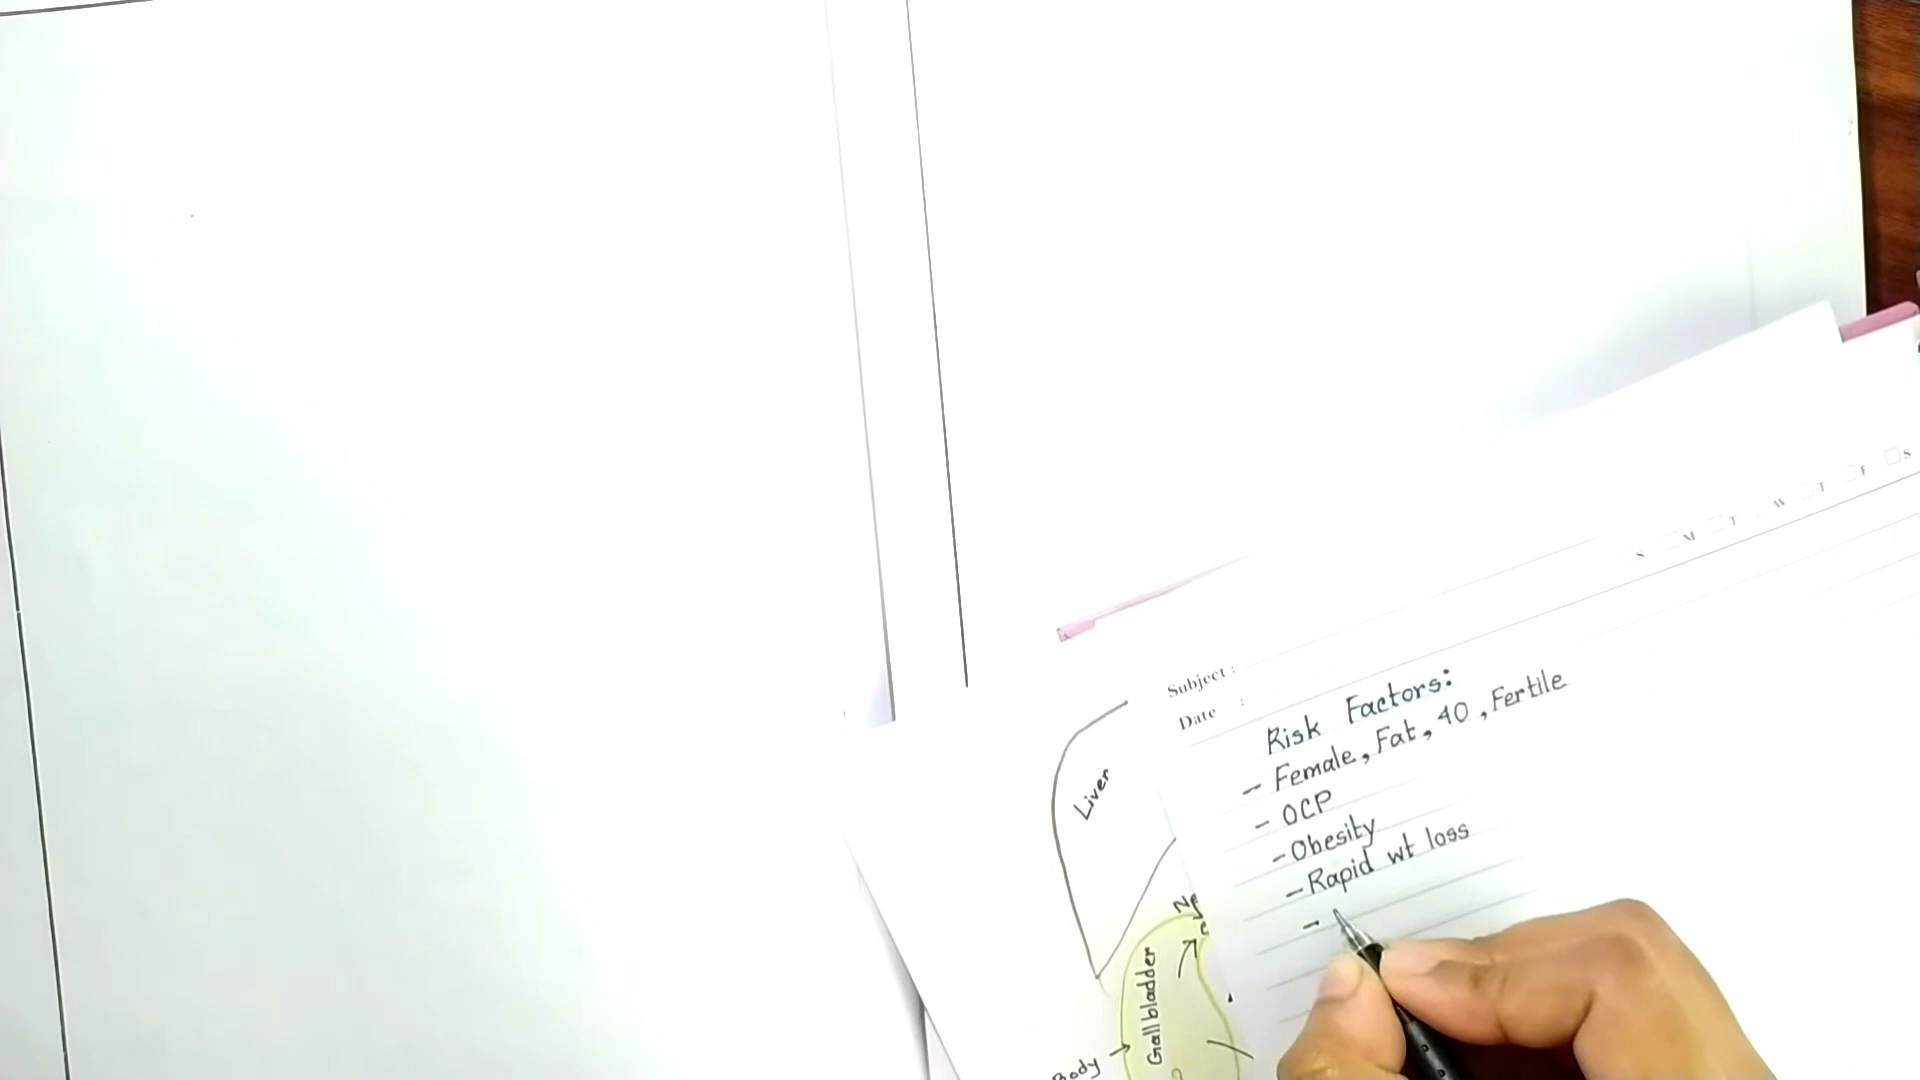 S M T W T F S
Subject :
Date :
Risk Factors:
- Female, Fat, 40, Fertile
- OCP
- Obesity
- Rapid wt loss
-
Liver
Gallbladder
Body